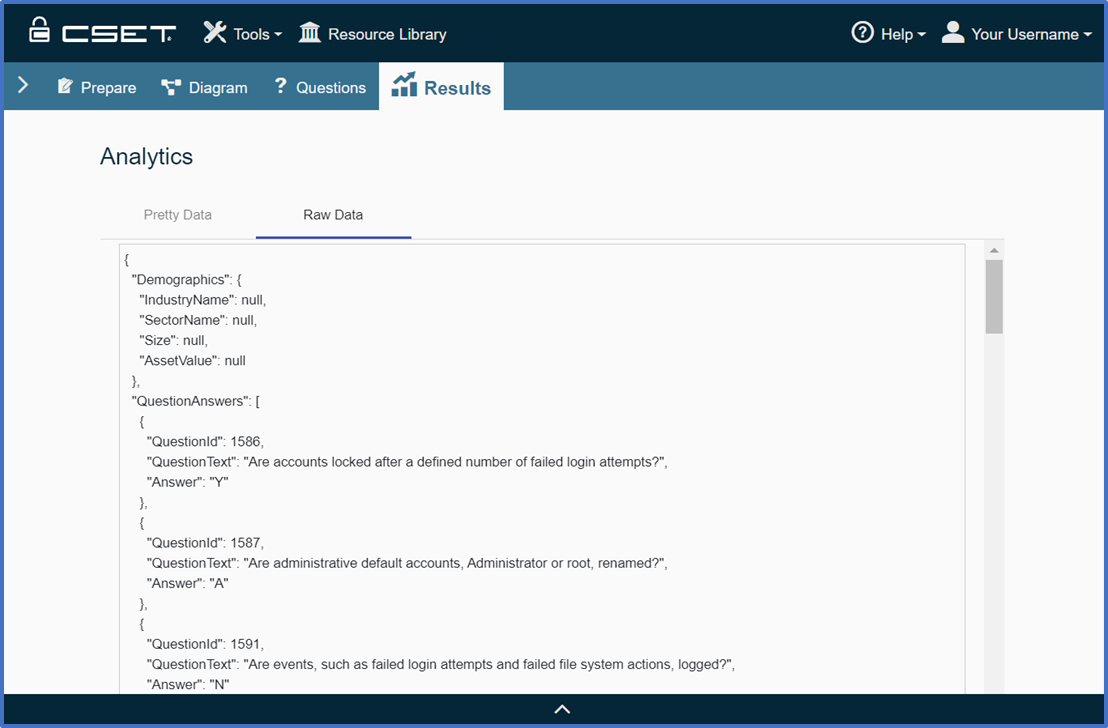 CSET Tools Resource Library Help Your Username
Prepare Diagram ? Questions Results
Analytics
Pretty Data Raw Data
{
"Demographics": {
"IndustryName": null,
"SectorName": null,
"Size": null,
"AssetValue": null
},
"QuestionAnswers": [
{
"QuestionId": 1586,
"QuestionText": "Are accounts locked after a defined number of failed login attempts?",
"Answer": "Y"
},
{
"QuestionId": 1587,
"QuestionText": "Are administrative default accounts, Administrator or root, renamed?",
"Answer": "A"
},
{
"QuestionId": 1591,
"QuestionText": "Are events, such as failed login attempts and failed file system actions, logged?",
"Answer": "N"